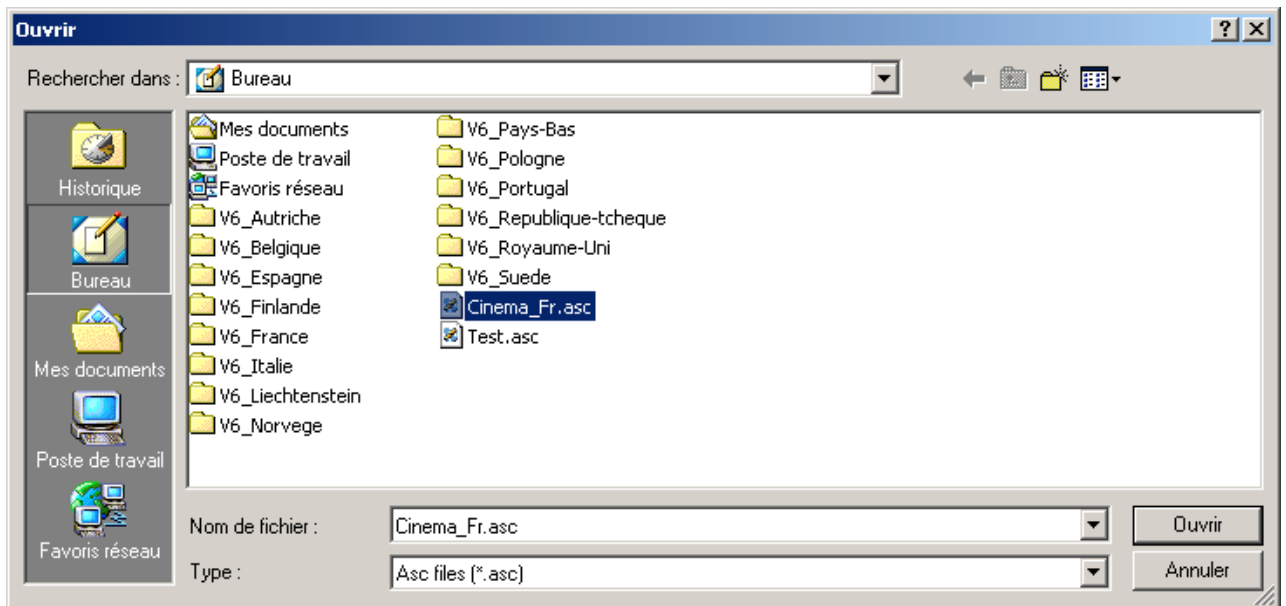 Ouvrir
Rechercher dans :
Bureau
Historique
Bureau
Mes documents
Poste de travail
Favoris réseau
Mes documents
Poste de travail
Favoris réseau
V6_Autriche
V6_Belgique
V6_Espagne
V6_Finlande
V6_France
V6_Italie
V6_Liechtenstein
V6_Norvege
V6_Pays-Bas
V6_Pologne
V6_Portugal
V6_Republique-tcheque
V6_Royaume-Uni
V6_Suede
Cinema_Fr.asc
Test.asc
Nom de fichier :
Cinema_Fr.asc
Ouvrir
Type :
Asc files (*.asc)
Annuler